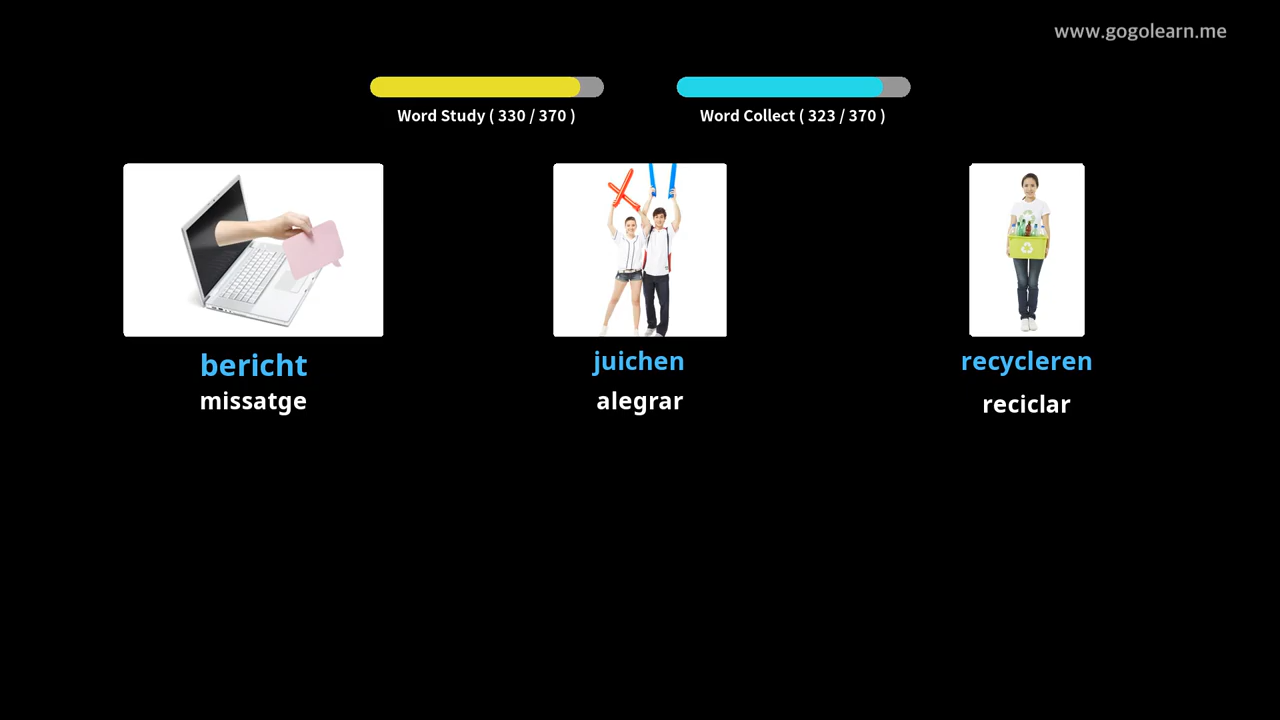 www.gogolearn.me
Word Study ( 330 / 370 )
Word Collect ( 323 / 370 )
bericht
missatge
juichen
alegrar
recycleren
reciclar